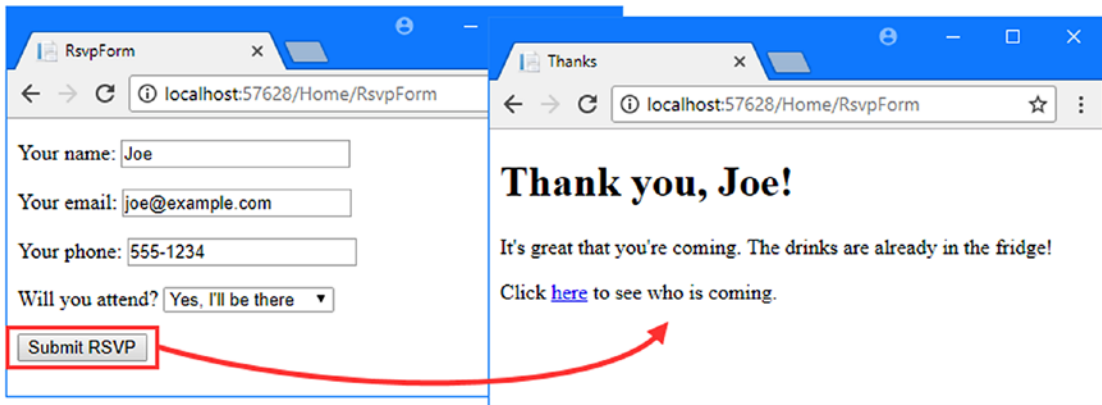 RsvpForm
localhost:57628/Home/RsvpForm
Your name: Joe
Your email: joe@example.com
Your phone: 555-1234
Will you attend? Yes, I'll be there
Submit RSVP
Thanks
localhost:57628/Home/RsvpForm
Thank you, Joe!
It's great that you're coming. The drinks are already in the fridge!
Click here to see who is coming.